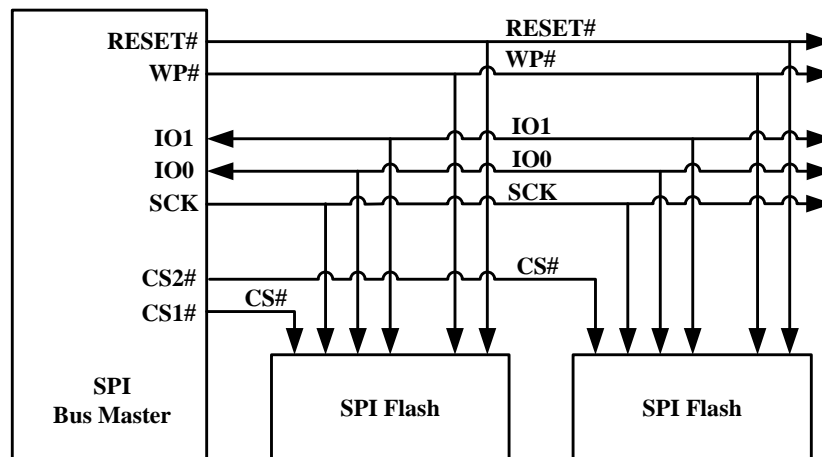 RESET#
RESET#
WP#
WP#
IO1
IO1
IO0
IO0
SCK
SCK
CS2#
CS#
CS1#
CS#
SPI
Bus Master
SPI Flash
SPI Flash